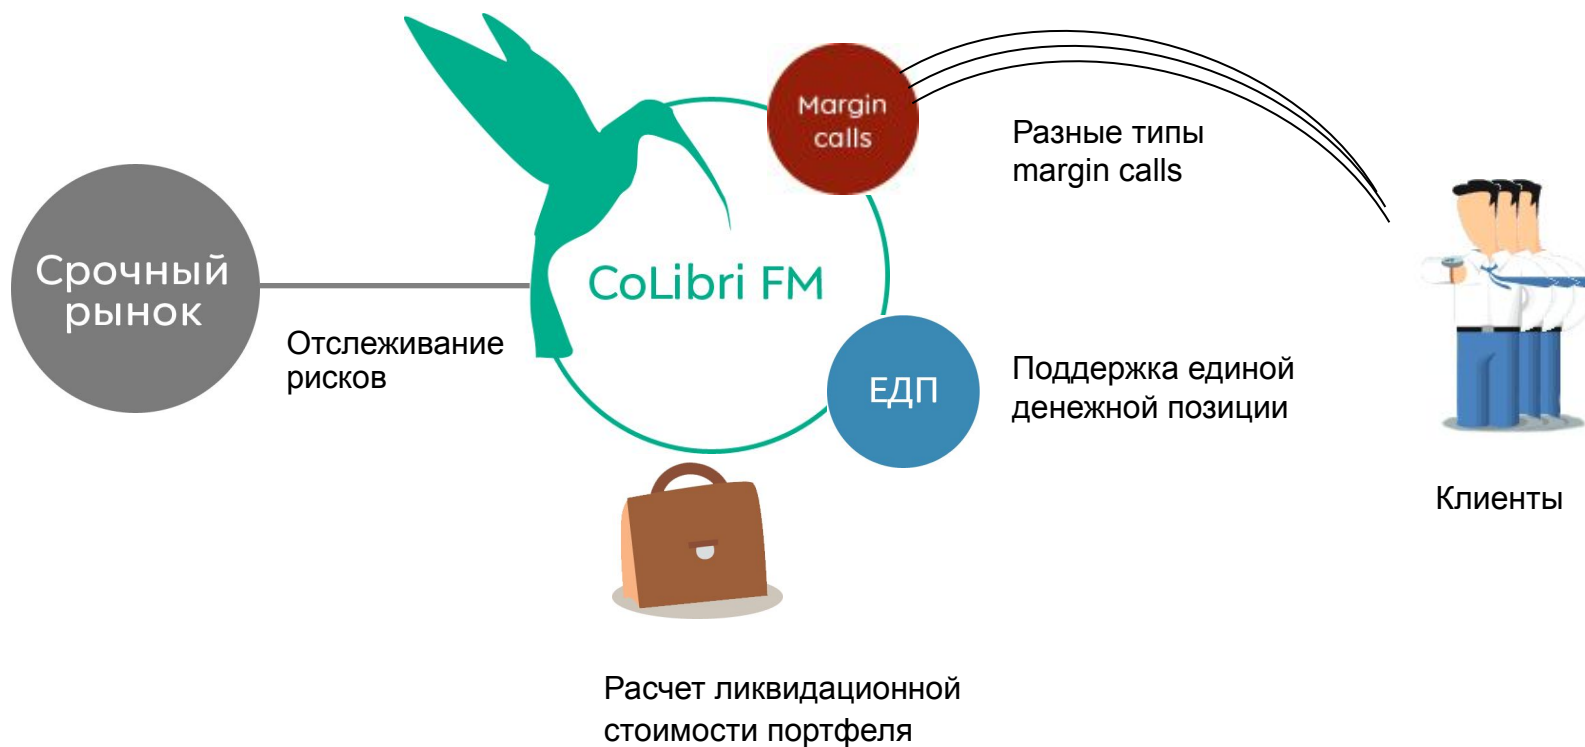 Margin
calls
Разные типы
margin calls
Срочный
рынок
CoLibri FM
Отслеживание
рисков
ЕДП
Поддержка единой
денежной позиции
Клиенты
Расчет ликвидационной
стоимости портфеля